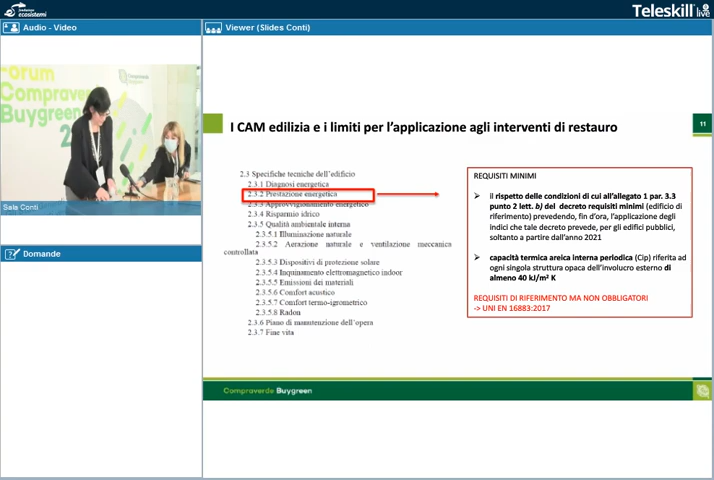 fondazione
ecosistemi
Teleskill live
Audio - Video
Viewer (Slides Conti)
Forum
Compraverde
Buygreen
Sala Conti
Domande
I CAM edilizia e i limiti per l'applicazione agli interventi di restauro
11
2.3 Specifiche tecniche dell'edificio
2.3.1 Diagnosi energetica
2.3.2 Prestazione energetica
2.3.3 Approvvigionamento energetico
2.3.4 Risparmio idrico
2.3.5 Qualità ambientale interna
2.3.5.1 Illuminazione naturale
2.3.5.2 Aerazione naturale e ventilazione meccanica
controllata
2.3.5.3 Dispositivi di protezione solare
2.3.5.4 Inquinamento elettromagnetico indoor
2.3.5.5 Emissioni dei materiali
2.3.5.6 Comfort acustico
2.3.5.7 Comfort termo-igrometrico
2.3.5.8 Radon
2.3.6 Piano di manutenzione dell'opera
2.3.7 Fine vita
REQUISITI MINIMI
il rispetto delle condizioni di cui all'allegato 1 par. 3.3
punto 2 lett. b) del decreto requisiti minimi (edificio di
riferimento) prevedendo, fin d'ora, l'applicazione degli
indici che tale decreto prevede, per gli edifici pubblici,
soltanto a partire dall'anno 2021
capacità termica areica interna periodica (Cip) riferita ad
ogni singola struttura opaca dell'involucro esterno di
almeno 40 kJ/m² K
REQUISITI DI RIFERIMENTO MA NON OBBLIGATORI
-> UNI EN 16883:2017
Compraverde Buygreen